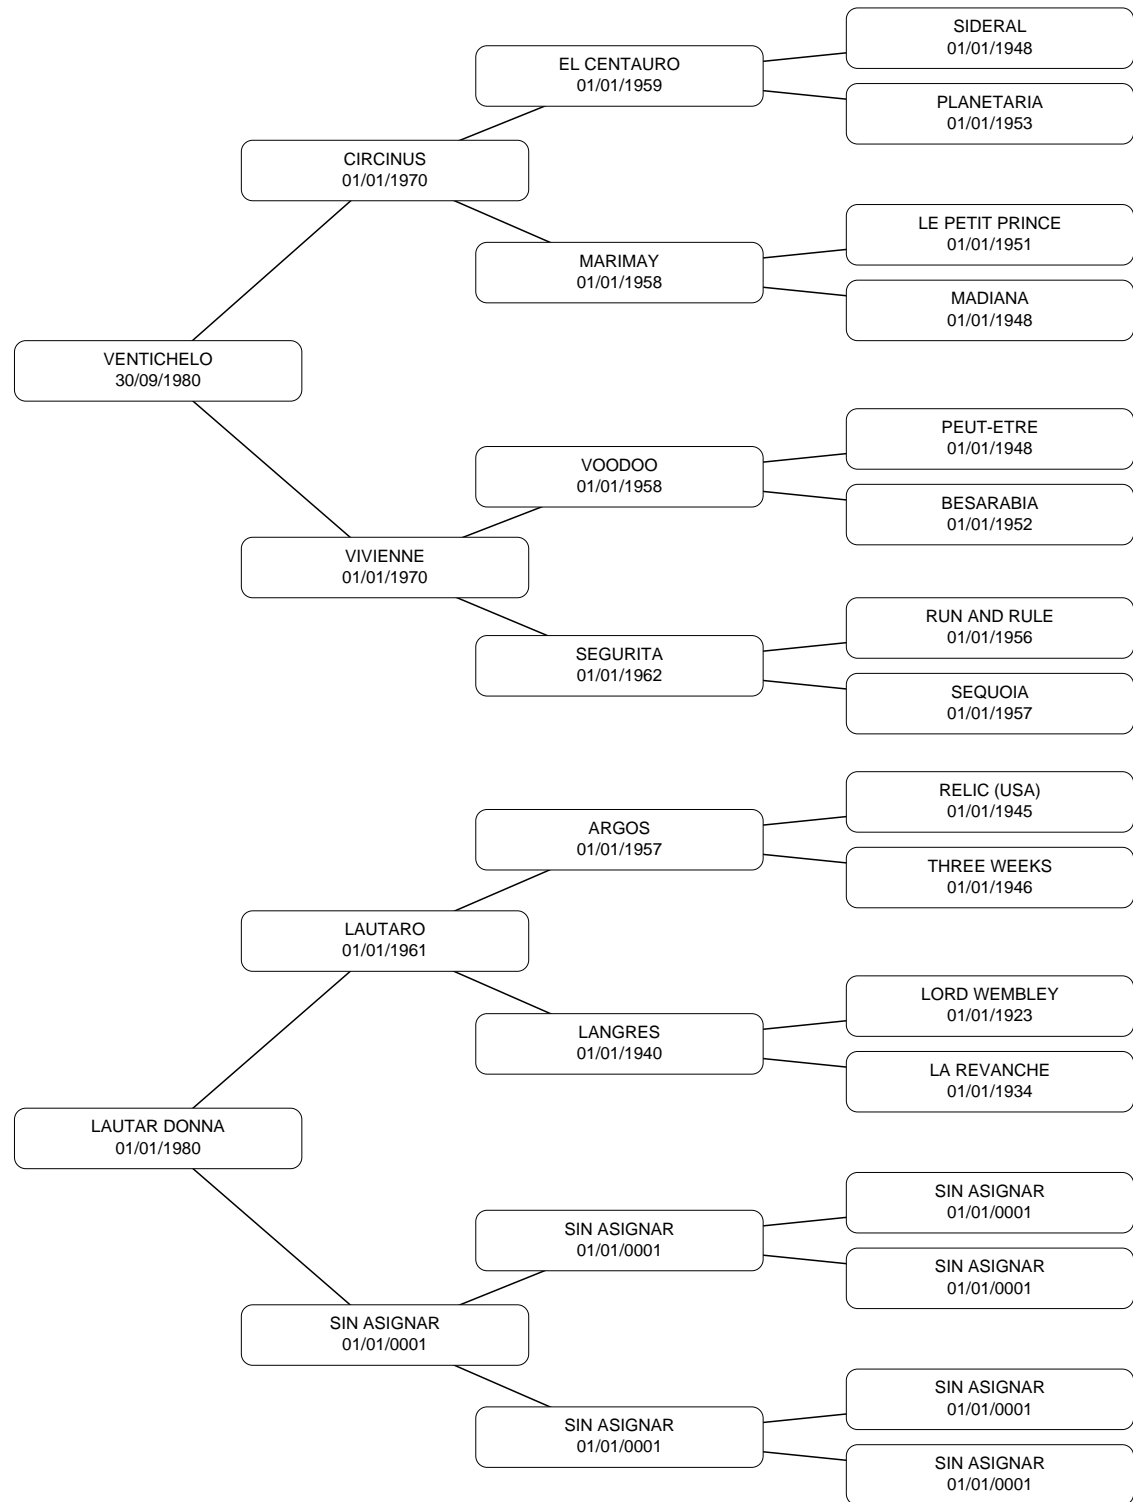 SIDERAL
01/01/1948
EL CENTAURO
01/01/1959
PLANETARIA
01/01/1953
CIRCINUS
01/01/1970
LE PETIT PRINCE
01/01/1951
MARIMAY
01/01/1958
MADIANA
01/01/1948
VENTICHELO
30/09/1980
PEUT-ETRE
01/01/1948
VOODOO
01/01/1958
BESARABIA
01/01/1952
VIVIENNE
01/01/1970
RUN AND RULE
01/01/1956
SEGURITA
01/01/1962
SEQUOIA
01/01/1957
RELIC (USA)
01/01/1945
ARGOS
01/01/1957
THREE WEEKS
01/01/1946
LAUTARO
01/01/1961
LORD WEMBLEY
01/01/1923
LANGRES
01/01/1940
LA REVANCHE
01/01/1934
LAUTAR DONNA
01/01/1980
SIN ASIGNAR
01/01/0001
SIN ASIGNAR
01/01/0001
SIN ASIGNAR
01/01/0001
SIN ASIGNAR
01/01/0001
SIN ASIGNAR
01/01/0001
SIN ASIGNAR
01/01/0001
SIN ASIGNAR
01/01/0001